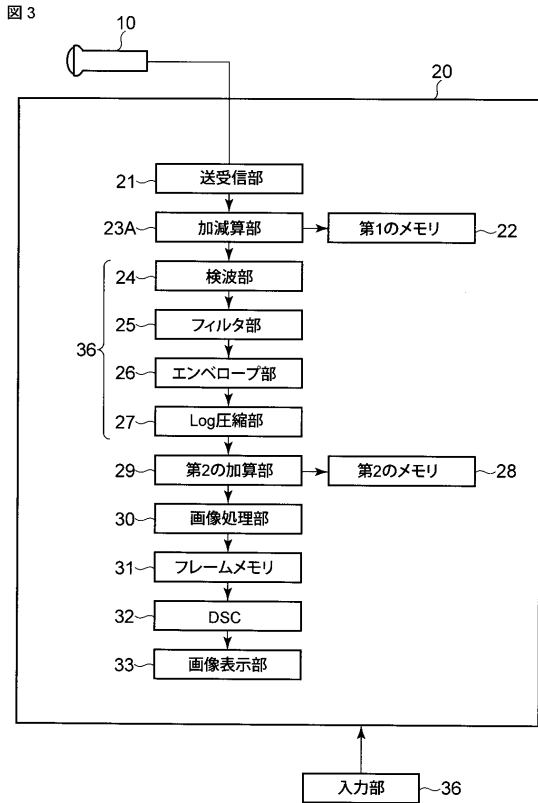 図3
10
20
21 送受信部
23A 加減算部 第1のメモリ 22
24 検波部
25 フィルタ部
36
26 エンベロープ部
27 Log圧縮部
29 第2の加算部 第2のメモリ 28
30 画像処理部
31 フレームメモリ
32 DSC
33 画像表示部
入力部 36